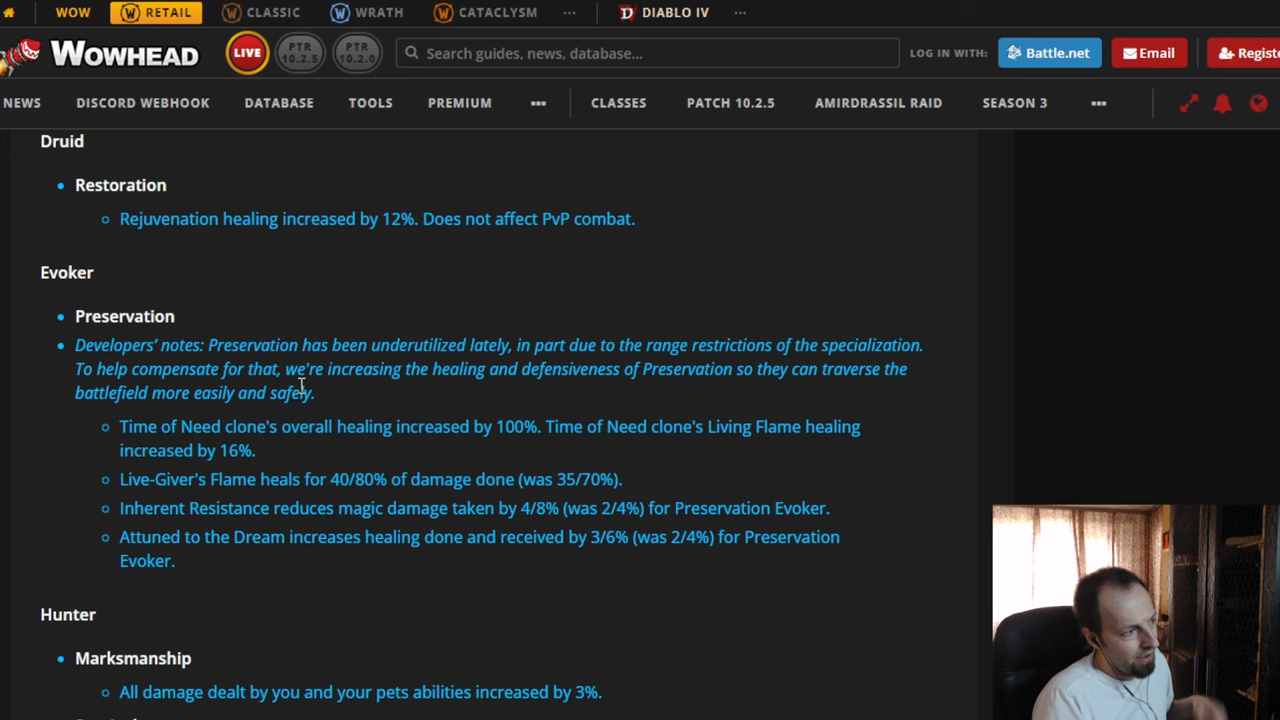 WOW RETAIL CLASSIC WRATH CATACLYSM ... DIABLO IV ...
WOWHEAD LIVE PTR 10.2.5 PTR 10.2.0 Search guides, news, database... LOG IN WITH: Battle.net Email Registe
NEWS DISCORD WEBHOOK DATABASE TOOLS PREMIUM ... CLASSES PATCH 10.2.5 AMIRDRASSIL RAID SEASON 3 ...
Druid
• Restoration
○ Rejuvenation healing increased by 12%. Does not affect PvP combat.
Evoker
• Preservation
• Developers’ notes: Preservation has been underutilized lately, in part due to the range restrictions of the specialization.
To help compensate for that, we're increasing the healing and defensiveness of Preservation so they can traverse the
battlefield more easily and safely.
○ Time of Need clone's overall healing increased by 100%. Time of Need clone's Living Flame healing
increased by 16%.
○ Live-Giver's Flame heals for 40/80% of damage done (was 35/70%).
○ Inherent Resistance reduces magic damage taken by 4/8% (was 2/4%) for Preservation Evoker.
○ Attuned to the Dream increases healing done and received by 3/6% (was 2/4%) for Preservation
Evoker.
Hunter
• Marksmanship
○ All damage dealt by you and your pets abilities increased by 3%.